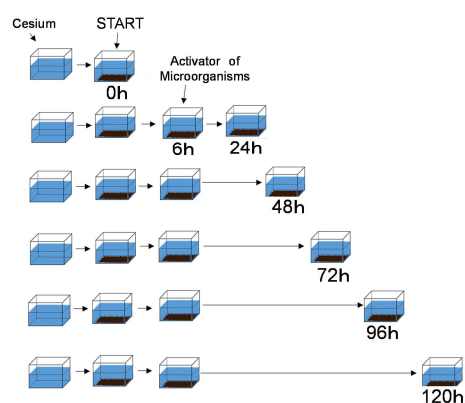 Cesium
START
Activator of
Microorganisms
0h
6h
24h
48h
72h
96h
120h